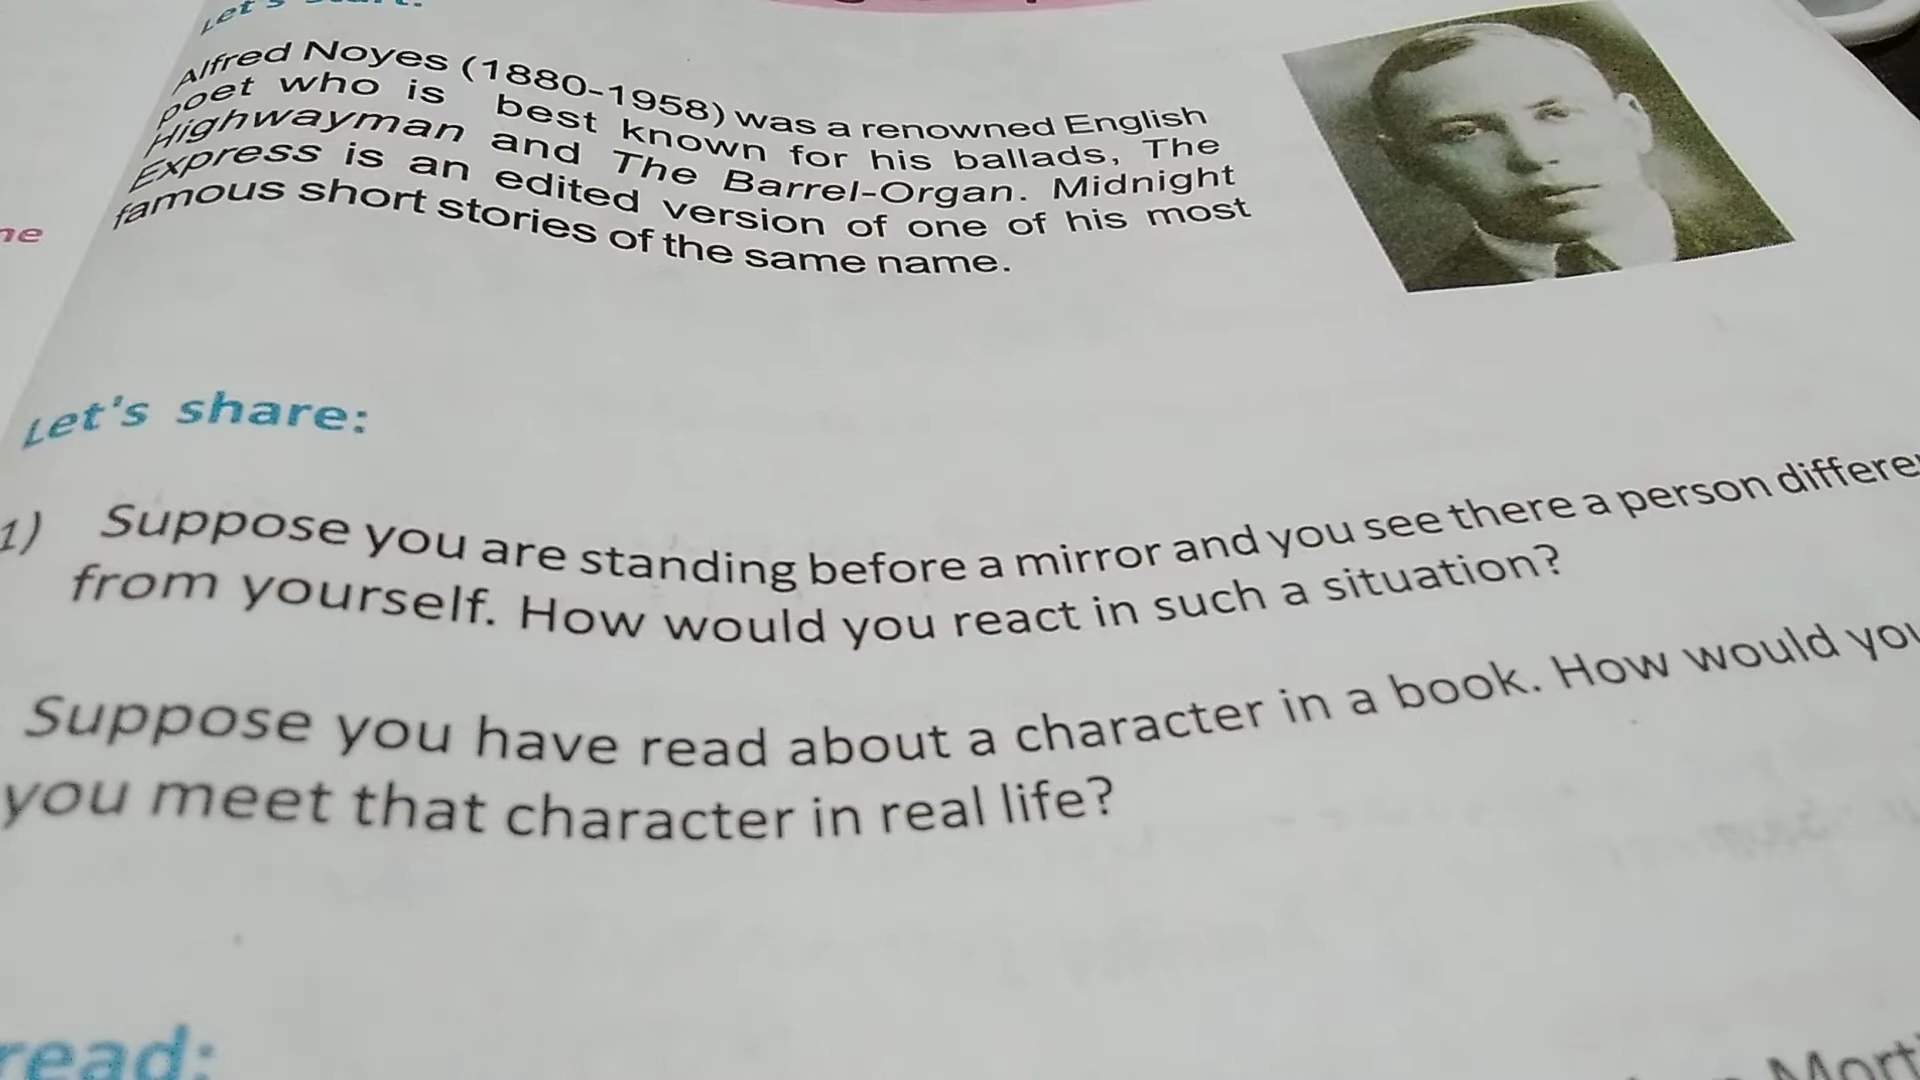 Let's start:
Alfred Noyes (1880-1958) was a renowned English
poet who is best known for his ballads, The
Highwayman and The Barrel-Organ. Midnight
Express is an edited version of one of his most
famous short stories of the same name.
Let's share:
1) Suppose you are standing before a mirror and you see there a person differe
from yourself. How would you react in such a situation?
Suppose you have read about a character in a book. How would you
you meet that character in real life?
read: